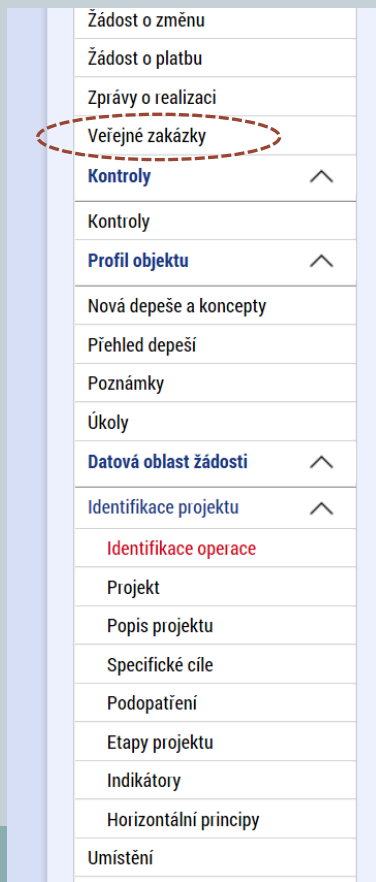 Žádost o změnu
Žádost o platbu
Zprávy o realizaci
Veřejné zakázky
Kontroly
Kontroly
Profil objektu
Nová depeše a koncepty
Přehled depeší
Poznámky
Úkoly
Datová oblast žádosti
Identifikace projektu
Identifikace operace
Projekt
Popis projektu
Specifické cíle
Podopatření
Etapy projektu
Indikátory
Horizontální principy
Umístění